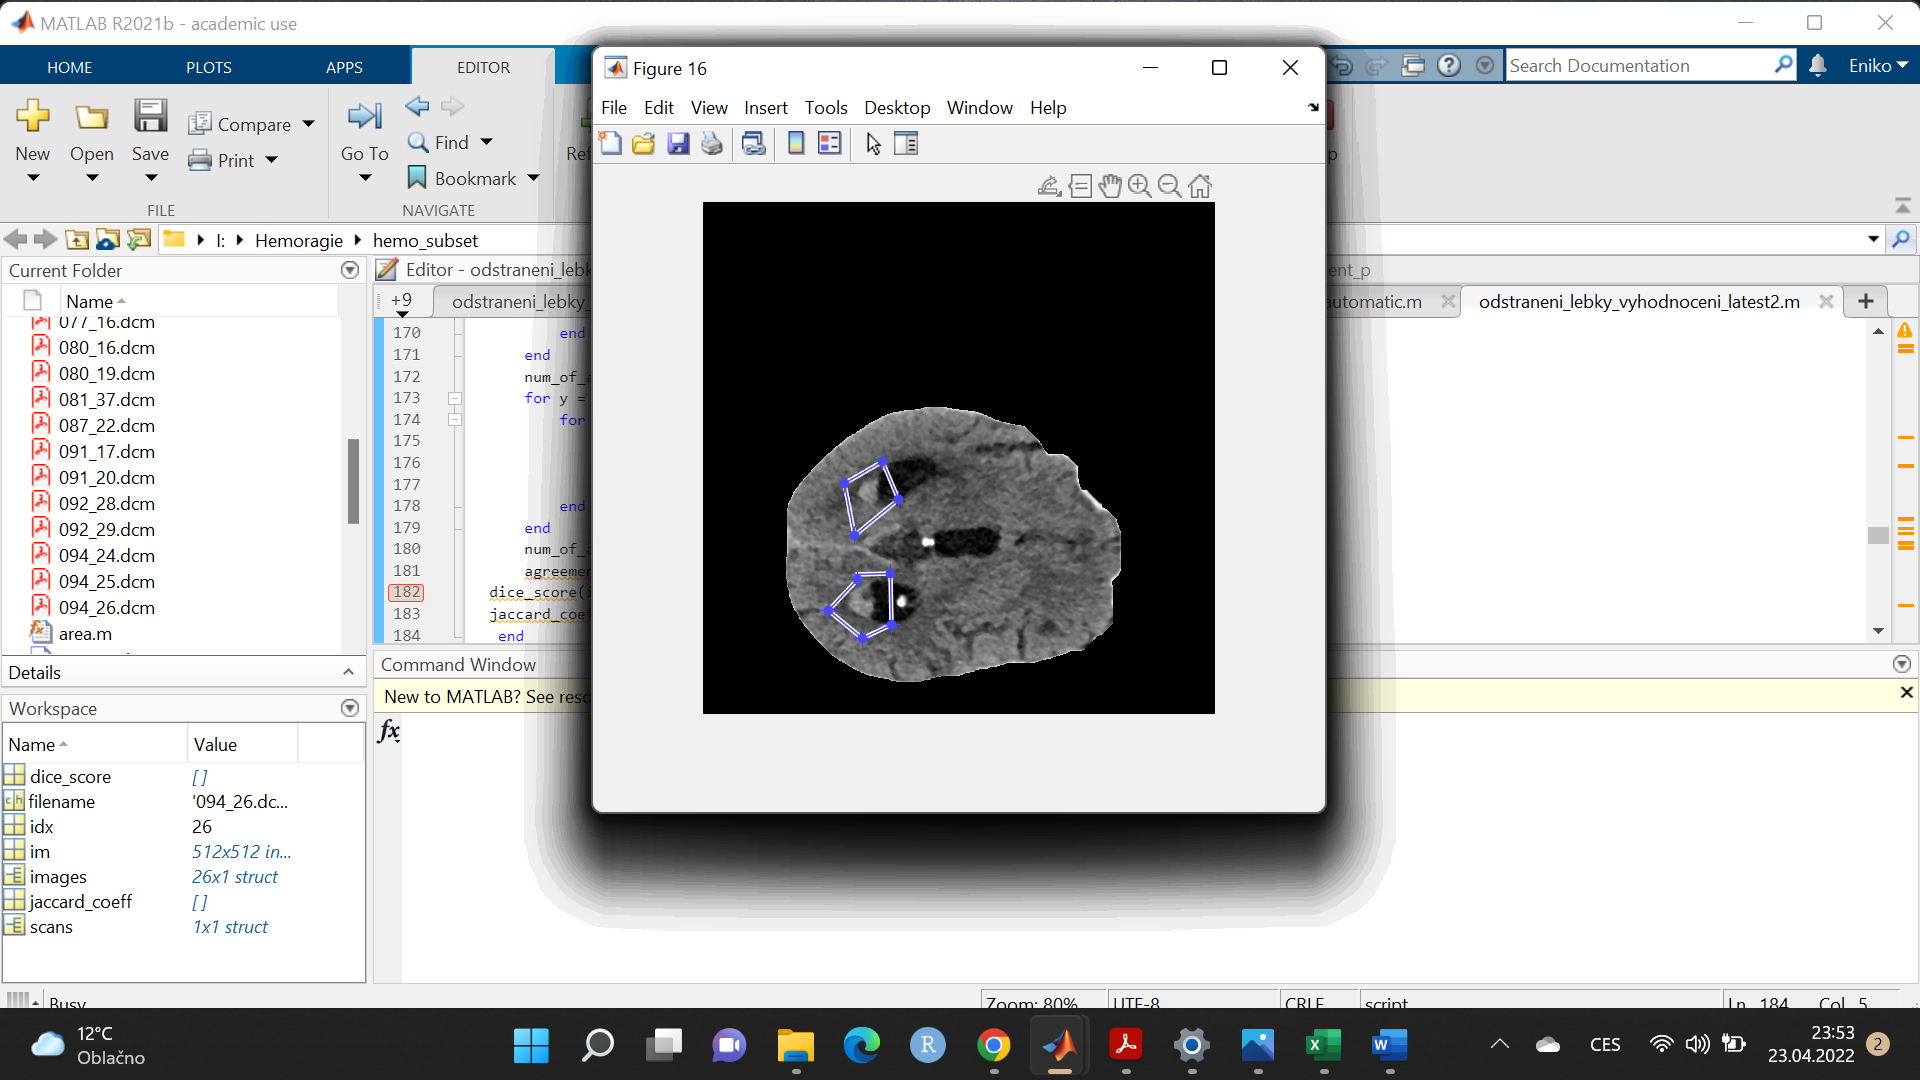 MATLAB R2021b - academic use
HOME
PLOTS
APPS
EDITOR
Search Documentation
Eniko
New
Open
Save
Compare
Print
FILE
Go To
Find
Bookmark
NAVIGATE
I:
Hemoragie
hemo_subset
Current Folder
Name
077_16.dcm
080_16.dcm
080_19.dcm
081_37.dcm
087_22.dcm
091_17.dcm
091_20.dcm
092_28.dcm
092_29.dcm
094_24.dcm
094_25.dcm
094_26.dcm
area.m
Details
Workspace
Name Value
dice_score []
filename '094_26.dc...
idx 26
im 512x512 in...
images 26x1 struct
jaccard_coeff []
scans 1x1 struct
Editor - odstraneni_lebk
ent_p
+9
odstraneni_lebky_
automatic.m
odstraneni_lebky_vyhodnoceni_latest2.m
170 end
171 end
172 num_of_a
173 for y =
174 for
175
176
177
178 end
179 end
180 num_of_a
181 agreemen
182 dice_score(i
183 jaccard_coef
184 end
Command Window
New to MATLAB? See reso
fx
Figure 16
File Edit View Insert Tools Desktop Window Help
Busy
Zoom: 80%
UTF-8
CRLF
script
Ln 184 Col 5
12°C
Oblačno
CES
23:53
23.04.2022
2